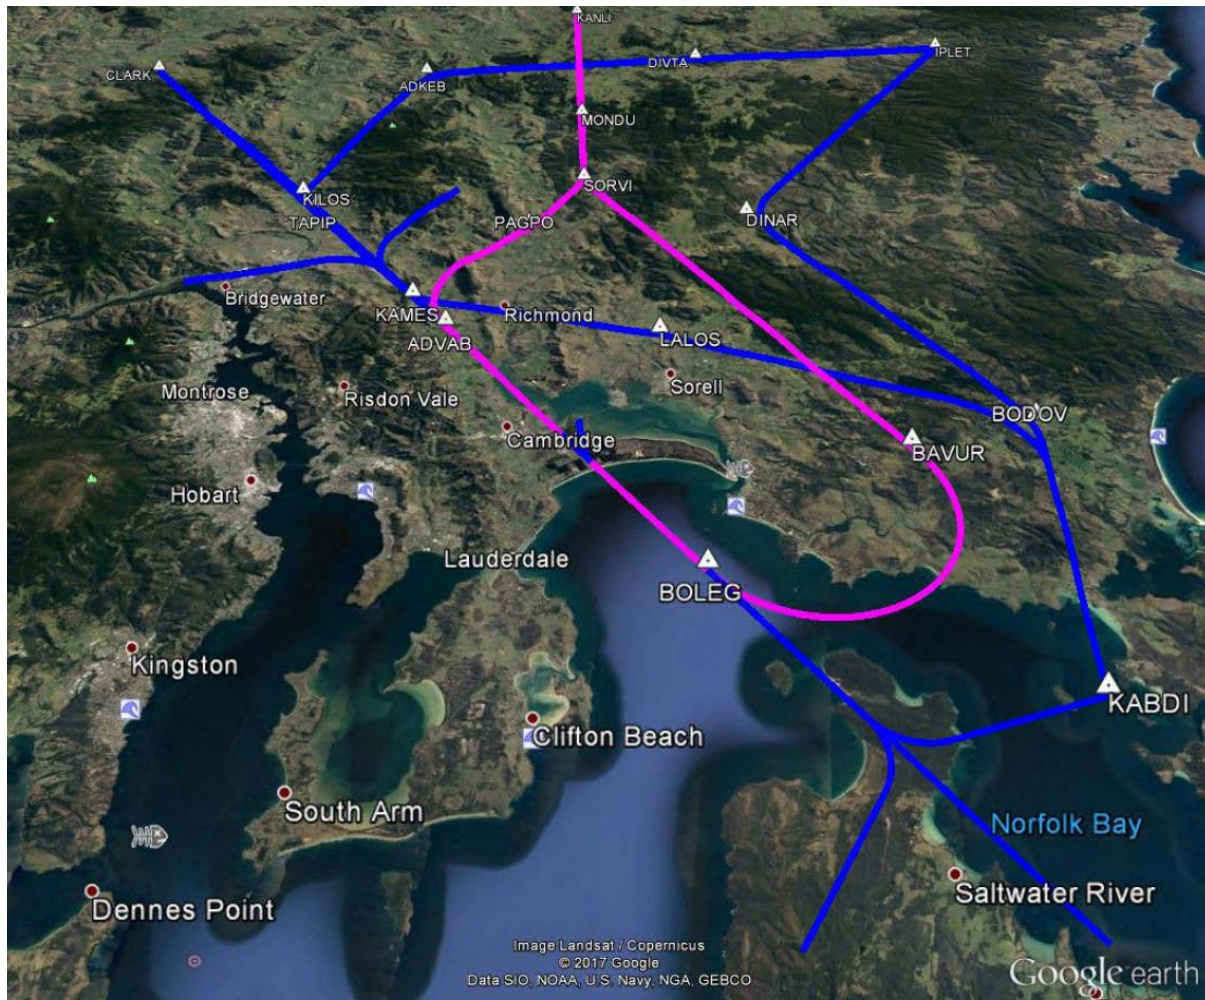 KANLI
CLARK
ADKEB
DIVTA
IPLET
MONDU
SORVI
KILOS
TAPIP
PAGPO
DINAR
Bridgewater
KAMES
Richmond
ADVAB
LALOS
Montrose
Risdon Vale
Sorell
Cambridge
BODOV
BAVUR
Hobart
Lauderdale
BOLEG
Kingston
KABDI
Clifton Beach
South Arm
Norfolk Bay
Saltwater River
Dennes Point
Image Landsat / Copernicus
© 2017 Google
Data SIO, NOAA, U.S. Navy, NGA, GEBCO
Google earth